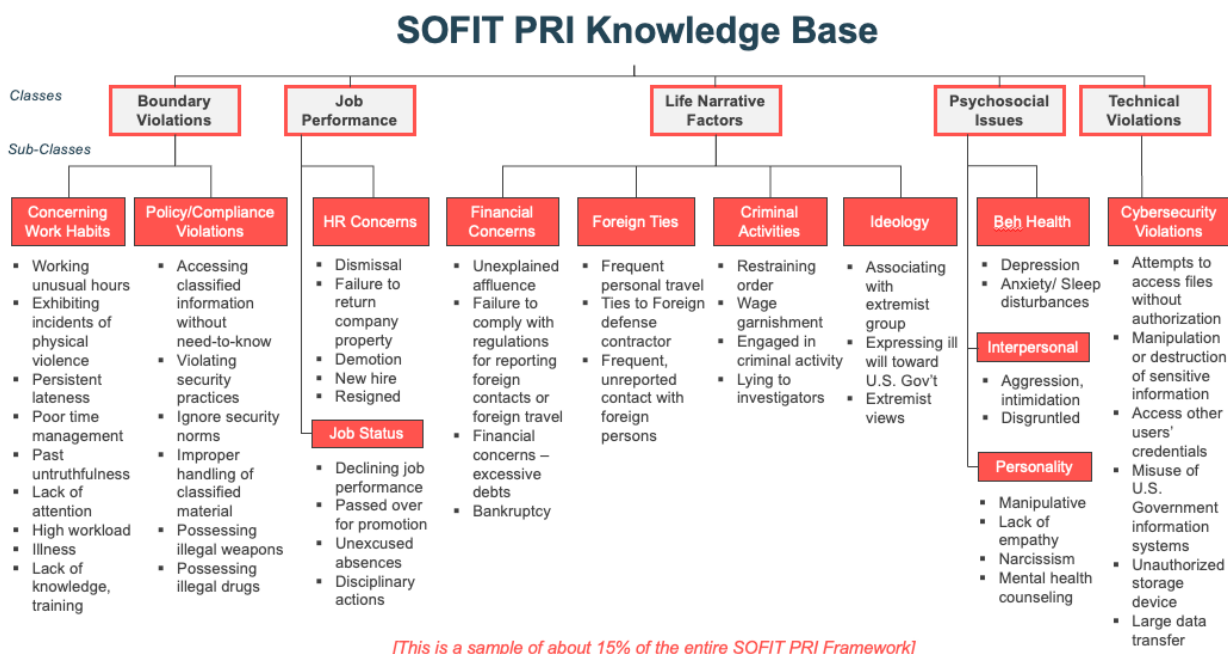 SOFIT PRI Knowledge Base
Classes
Boundary
Violations
Job
Performance
Life Narrative
Factors
Psychosocial
Issues
Technical
Violations
Sub-Classes
Concerning
Work Habits
▪ Working
unusual hours
▪ Exhibiting
incidents of
physical
violence
▪ Persistent
lateness
▪ Poor time
management
▪ Past
untruthfulness
▪ Lack of
attention
▪ High workload
▪ Illness
▪ Lack of
knowledge,
training
Policy/Compliance
Violations
▪ Accessing
classified
information
without
need-to-know
▪ Violating
security
practices
▪ Ignore security
norms
▪ Improper
handling of
classified
material
▪ Possessing
illegal weapons
▪ Possessing
illegal drugs
HR Concerns
▪ Dismissal
▪ Failure to
return
company
property
▪ Demotion
▪ New hire
▪ Resigned
Job Status
▪ Declining job
performance
▪ Passed over
for promotion
▪ Unexcused
absences
▪ Disciplinary
actions
Financial
Concerns
▪ Unexplained
affluence
▪ Failure to
comply with
regulations
for reporting
foreign
contacts or
foreign travel
▪ Financial
concerns –
excessive
debts
▪ Bankruptcy
Foreign Ties
▪ Frequent
personal travel
▪ Ties to Foreign
defense
contractor
▪ Frequent,
unreported
contact with
foreign
persons
Criminal
Activities
▪ Restraining
order
▪ Wage
garnishment
▪ Engaged in
criminal activity
▪ Lying to
investigators
Ideology
▪ Associating
with
extremist
group
▪ Expressing ill
will toward
U.S. Gov't
▪ Extremist
views
Beh Health
▪ Depression
▪ Anxiety/ Sleep
disturbances
Interpersonal
▪ Aggression,
intimidation
▪ Disgruntled
Personality
▪ Manipulative
▪ Lack of
empathy
▪ Narcissism
▪ Mental health
counseling
Cybersecurity
Violations
▪ Attempts to
access files
without
authorization
▪ Manipulation
or destruction
of sensitive
information
▪ Access other
users'
credentials
▪ Misuse of
U.S.
Government
information
systems
▪ Unauthorized
storage
device
▪ Large data
transfer
[This is a sample of about 15% of the entire SOFIT PRI Framework]